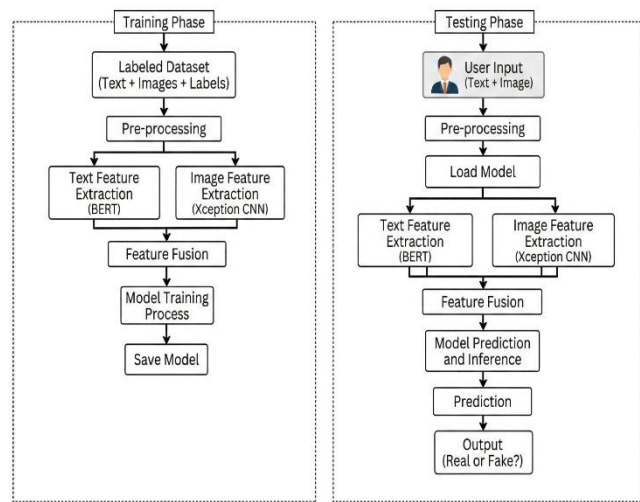 Training Phase
Labeled Dataset
(Text + Images + Labels)
Pre-processing
Text Feature
Extraction
(BERT)
Image Feature
Extraction
(Xception CNN)
Feature Fusion
Model Training
Process
Save Model
Testing Phase
User Input
(Text + Image)
Pre-processing
Load Model
Text Feature
Extraction
(BERT)
Image Feature
Extraction
(Xception CNN)
Feature Fusion
Model Prediction
and Inference
Prediction
Output
(Real or Fake?)